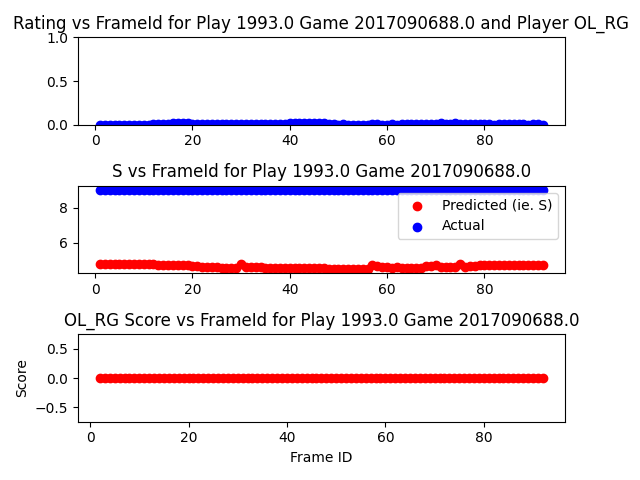 Rating vs FrameId for Play 1993.0 Game 2017090688.0 and Player OL_RG
1.0
0.5
0.0
0 20 40 60 80
S vs FrameId for Play 1993.0 Game 2017090688.0
8
6
Predicted (ie. S)
Actual
0 20 40 60 80
OL_RG Score vs FrameId for Play 1993.0 Game 2017090688.0
Score
0.5
0.0
−0.5
0 20 40 60 80
Frame ID